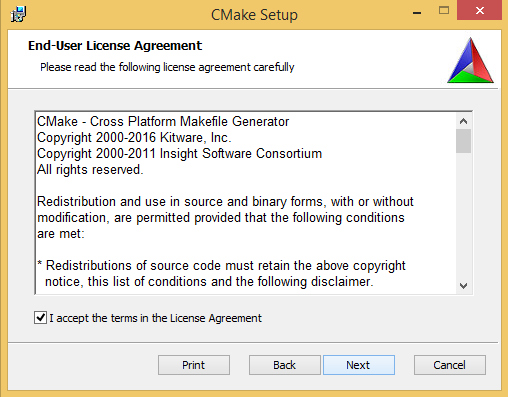 CMake Setup
End-User License Agreement
Please read the following license agreement carefully
CMake - Cross Platform Makefile Generator
Copyright 2000-2016 Kitware, Inc.
Copyright 2000-2011 Insight Software Consortium
All rights reserved.
Redistribution and use in source and binary forms, with or without
modification, are permitted provided that the following conditions
are met:
* Redistributions of source code must retain the above copyright
notice, this list of conditions and the following disclaimer.
I accept the terms in the License Agreement
Print Back Next Cancel